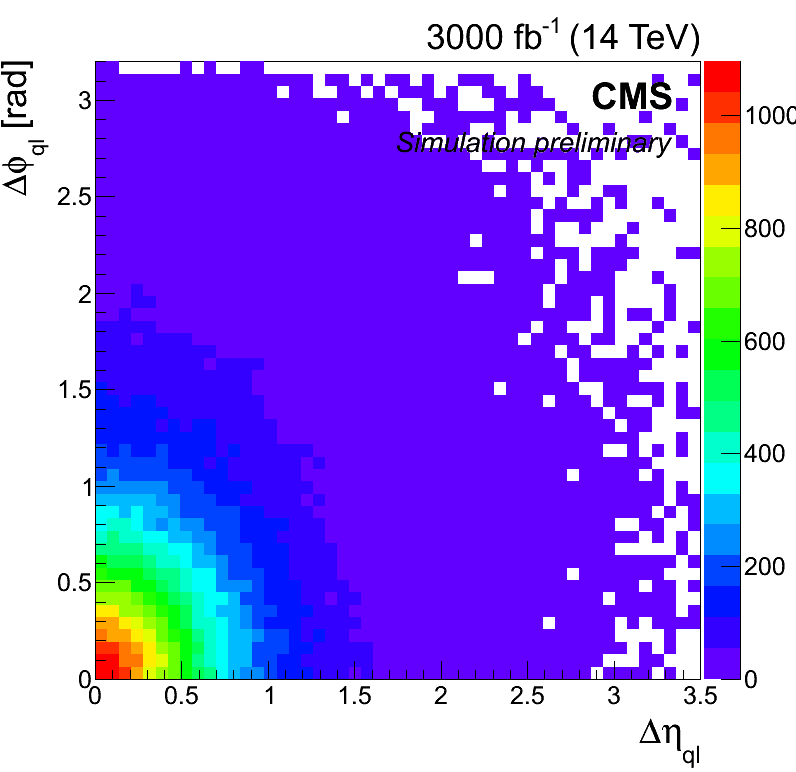 3000 fb-1 (14 TeV)
CMS
Simulation preliminary
Δϕql [rad]
3
2.5
2
1.5
1
0.5
0
0 0.5 1 1.5 2 2.5 3 3.5
Δηql
1000
800
600
400
200
0